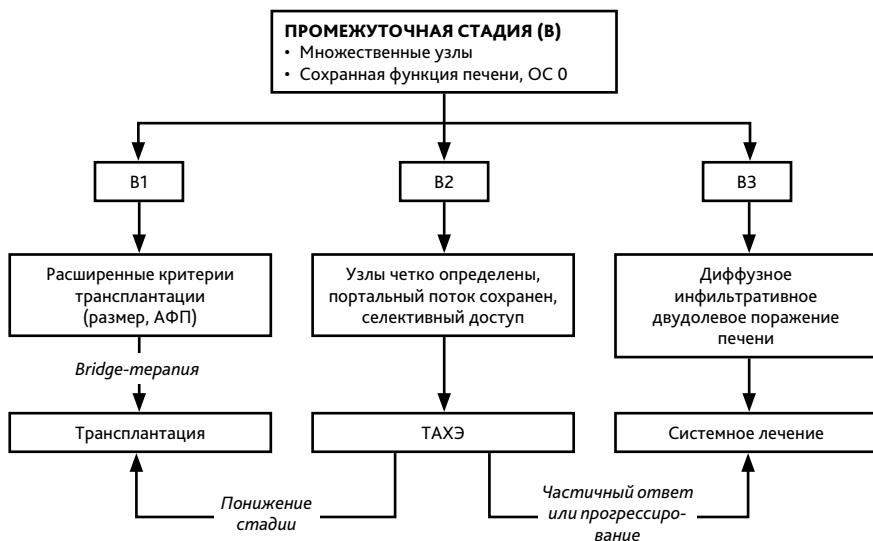 ПРОМЕЖУТОЧНАЯ СТАДИЯ (B)
• Множественные узлы
• Сохранная функция печени, ОС 0
B1
B2
B3
Расширенные критерии
трансплантации
(размер, АФП)
Узлы четко определены,
портальный поток сохранен,
селективный доступ
Диффузное
инфильтративное
двудолевое поражение
печени
Bridge-терапия
Трансплантация
ТАХЭ
Системное лечение
Понижение
стадии
Частичный ответ
или прогрессиро-
вание